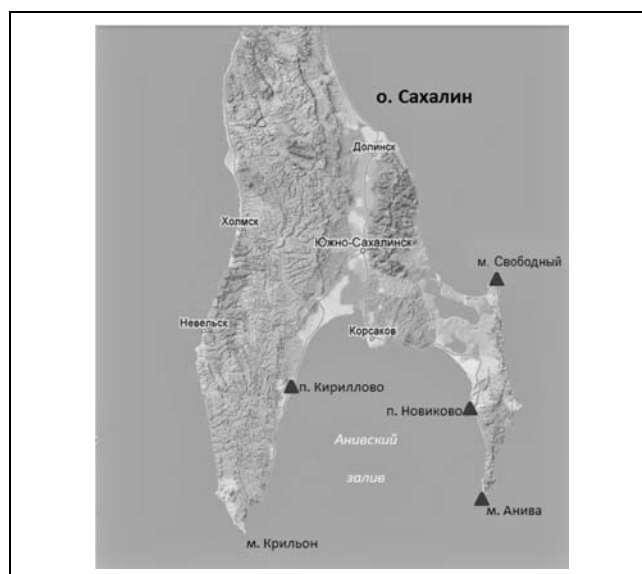 о. Сахалин
Долинск
Холмск
Южно-Сахалинск
м. Свободный
Невельск
Корсаков
п. Кириллово
п. Новиково
Анивский
залив
м. Анива
м. Крильон